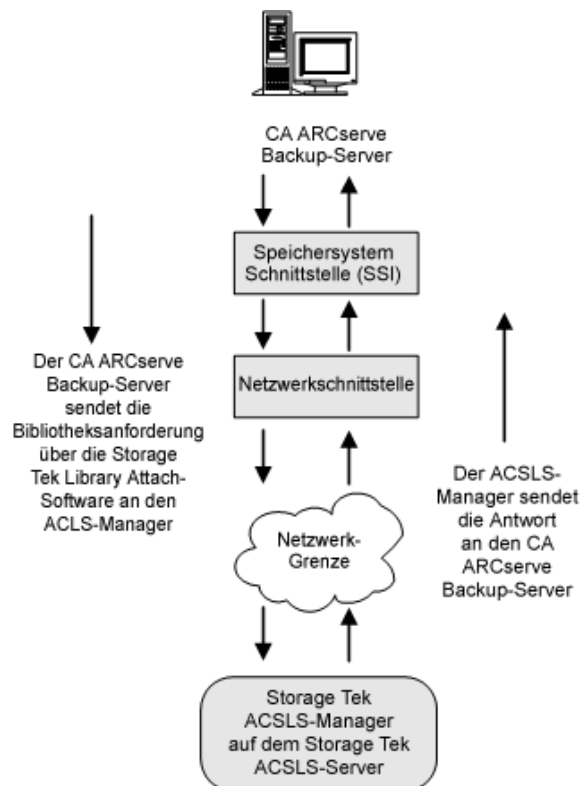 CA ARCserve
Backup-Server
Speichersystem
Schnittstelle (SSI)
Netzwerkschnittstelle
Der CA ARCserve
Backup-Server
sendet die
Bibliotheksanforderung
über die Storage
Tek Library Attach-
Software an den
ACLS-Manager
Netzwerk-
Grenze
Der ACSLS-
Manager sendet
die Antwort
an den CA
ARCserve
Backup-Server
Storage Tek
ACSLS-Manager
auf dem Storage Tek
ACSLS-Server